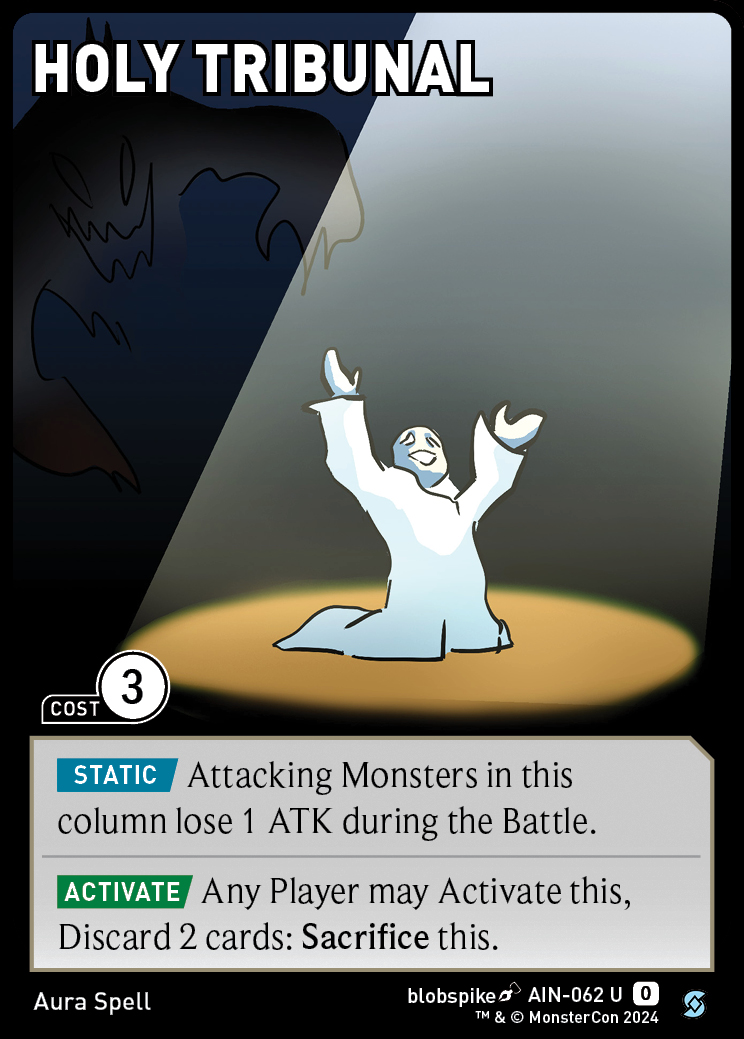 HOLY TRIBUNAL
COST 3
STATIC Attacking Monsters in this
column lose 1 ATK during the Battle.
ACTIVATE Any Player may Activate this,
Discard 2 cards: Sacrifice this.
Aura Spell
blobspike AIN-062 U 0
™ & © MonsterCon 2024